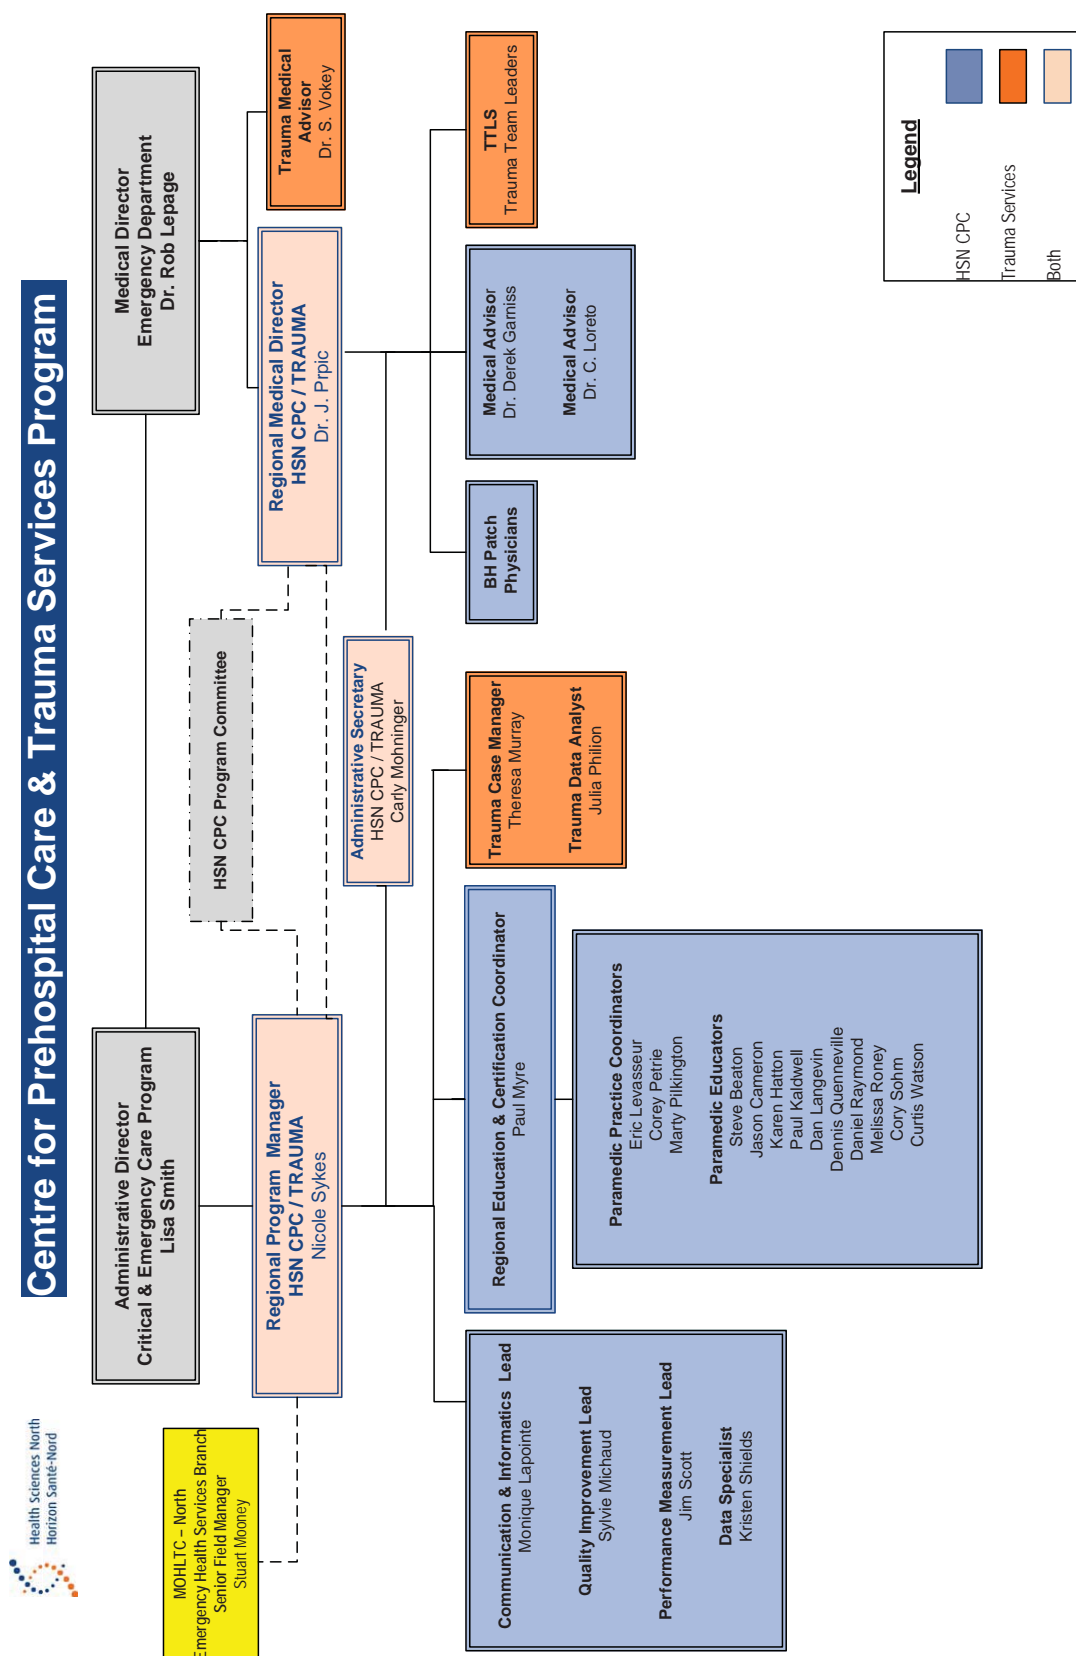 Health Sciences North
Horizon Santé-Nord
Centre for Prehospital Care & Trauma Services Program
Administrative Director
Critical & Emergency Care Program
Lisa Smith
Medical Director
Emergency Department
Dr. Rob Lepage
MOHLTC – North
Emergency Health Services Branch
Senior Field Manager
Stuart Mooney
HSN CPC Program Committee
Regional Program Manager
HSN CPC / TRAUMA
Nicole Sykes
Regional Medical Director
HSN CPC / TRAUMA
Dr. J. Prpic
Trauma Medical
Advisor
Dr. S. Vokey
Administrative Secretary
HSN CPC / TRAUMA
Carly Mohninger
Communication & Informatics Lead
Monique Lapointe
Quality Improvement Lead
Sylvie Michaud
Performance Measurement Lead
Jim Scott
Data Specialist
Kristen Shields
Regional Education & Certification Coordinator
Paul Myre
Paramedic Practice Coordinators
Eric Levasseur
Corey Petrie
Marty Pilkington
Paramedic Educators
Steve Beaton
Jason Cameron
Karen Hatton
Paul Kaldwell
Dan Langevin
Dennis Quenneville
Daniel Raymond
Melissa Roney
Cory Sohm
Curtis Watson
Trauma Case Manager
Theresa Murray
Trauma Data Analyst
Julia Philion
BH Patch
Physicians
Medical Advisor
Dr. Derek Garniss
Medical Advisor
Dr. C. Loreto
TTLS
Trauma Team Leaders
Legend
HSN CPC
Trauma Services
Both